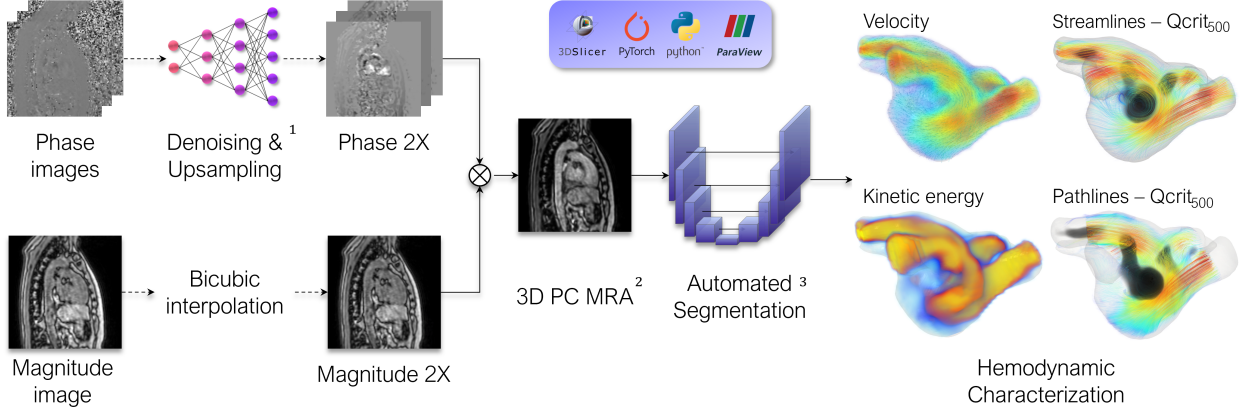 Phase
images
Denoising & 1
Upsampling
Phase 2X
3DSlicer
PyTorch
python™
ParaView
Magnitude
image
Bicubic
interpolation
Magnitude 2X
3D PC MRA 2
Automated 3
Segmentation
Velocity
Streamlines – Qcrit500
Kinetic energy
Pathlines – Qcrit500
Hemodynamic
Characterization